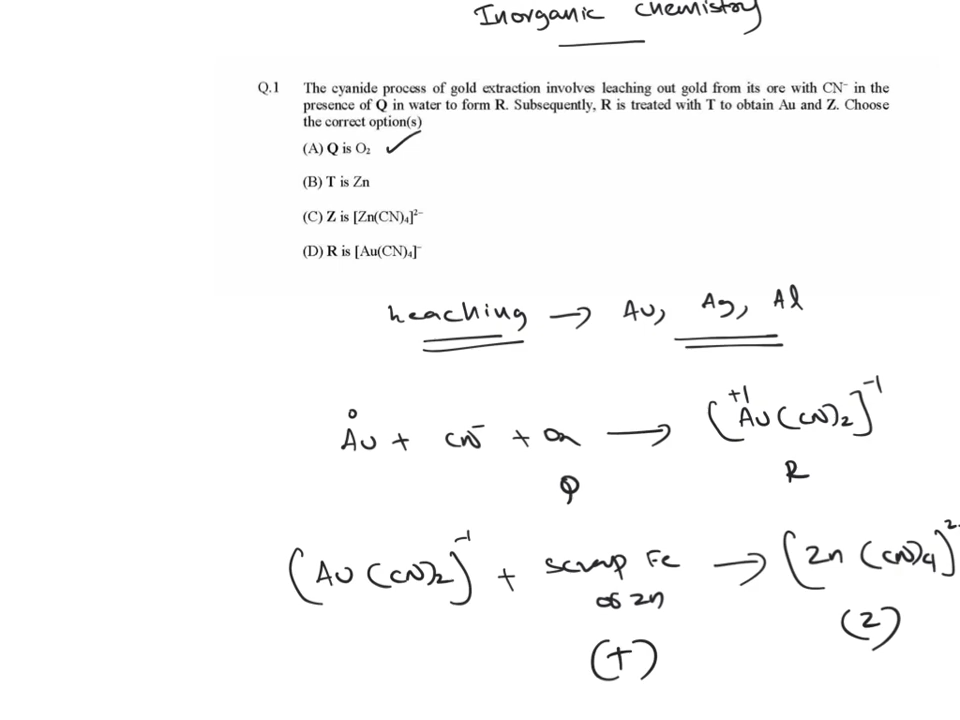 Inorganic chemistry
Q.1 The cyanide process of gold extraction involves leaching out gold from its ore with CN⁻ in the
presence of Q in water to form R. Subsequently, R is treated with T to obtain Au and Z. Choose
the correct option(s)
(A) Q is O₂ ✓
(B) T is Zn
(C) Z is [Zn(CN)₄]²⁻
(D) R is [Au(CN)₄]⁻
heaching → Au, Ag, Al
0 +1
Au + CN⁻ + O₂ → (Au(CN)₂]⁻¹
Q R
(Au(CN)₂)⁻¹ + scrap Fe → (Zn(CN)₄)²⁻
or Zn
(T) (Z)